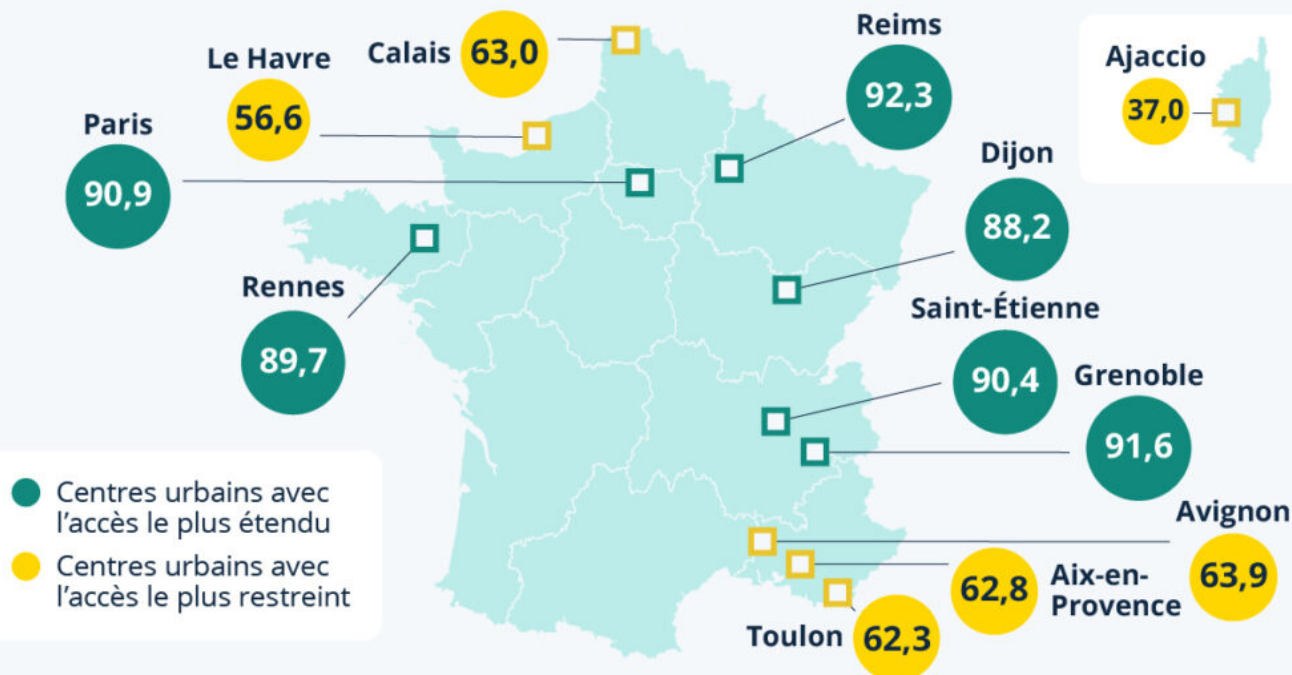 Reims
92,3
Calais
63,0
Le Havre
56,6
Ajaccio
37,0
Paris
90,9
Dijon
88,2
Rennes
89,7
Saint-Étienne
90,4
Grenoble
91,6
Centres urbains avec
l’accès le plus étendu
Centres urbains avec
l’accès le plus restreint
Avignon
63,9
Aix-en-
Provence
62,8
Toulon
62,3